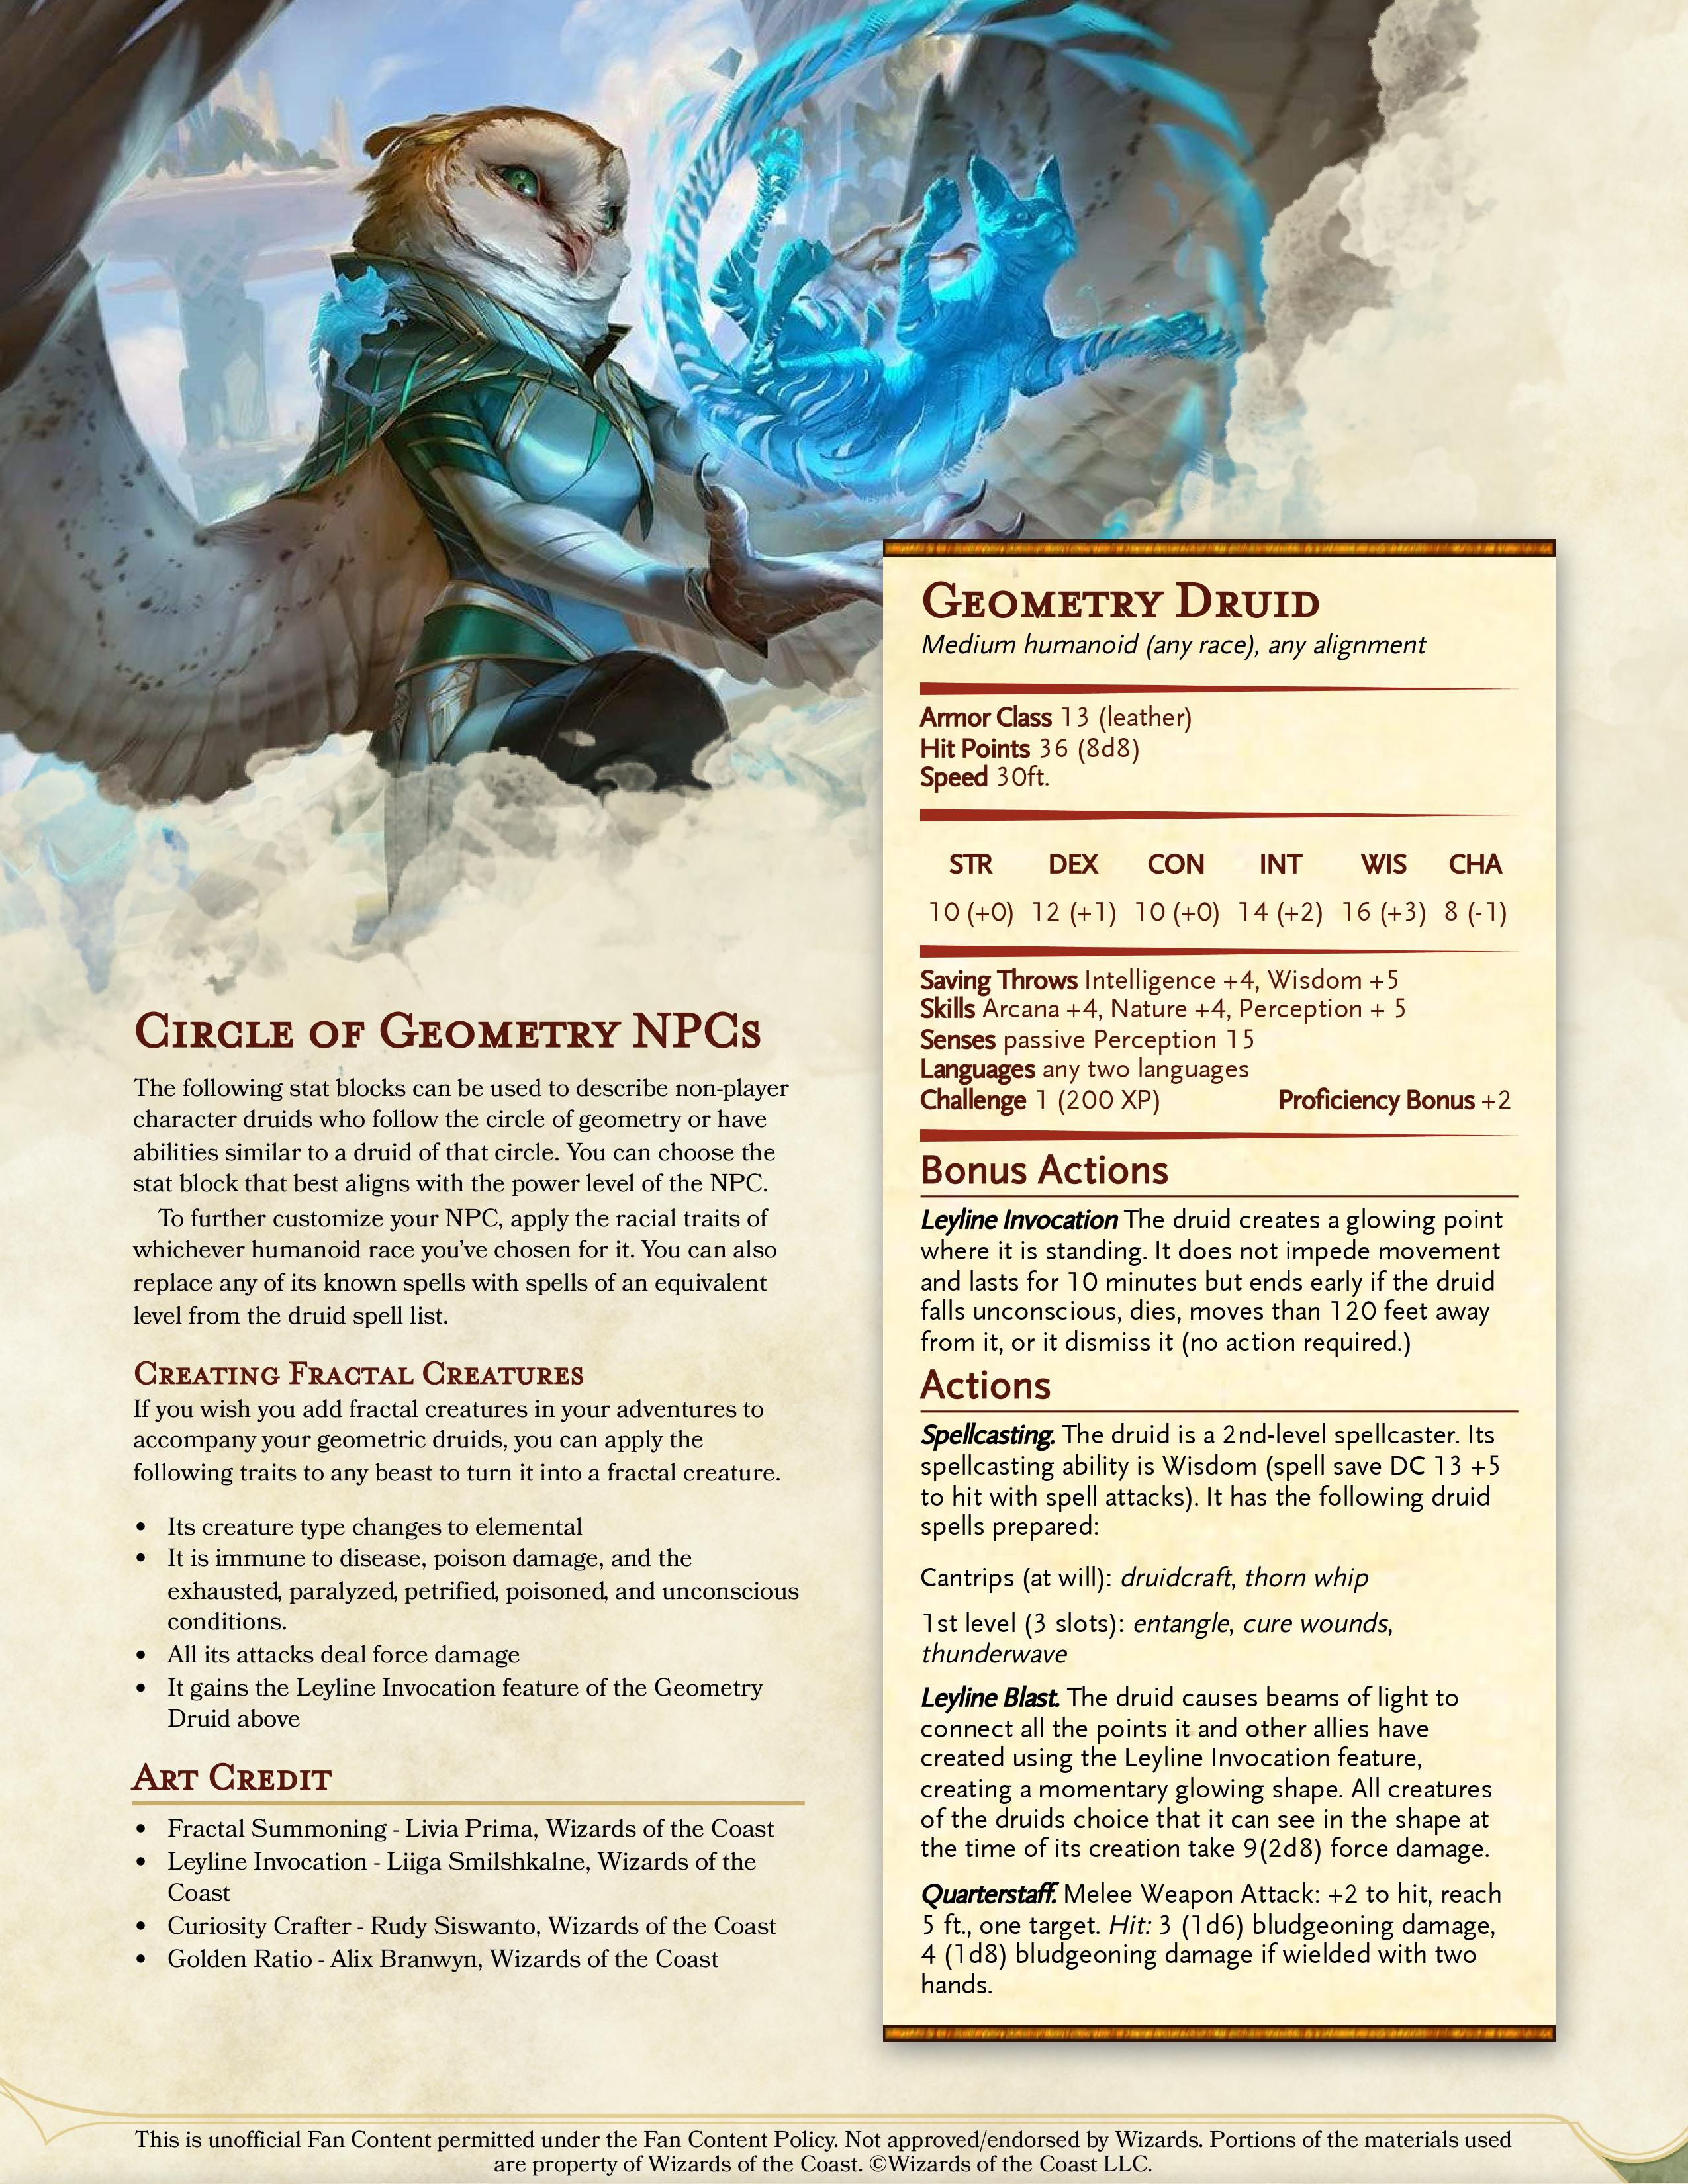 Circle of Geometry NPCs
The following stat blocks can be used to describe non-player
character druids who follow the circle of geometry or have
abilities similar to a druid of that circle. You can choose the
stat block that best aligns with the power level of the NPC.
To further customize your NPC, apply the racial traits of
whichever humanoid race you've chosen for it. You can also
replace any of its known spells with spells of an equivalent
level from the druid spell list.
Creating Fractal Creatures
If you wish you add fractal creatures in your adventures to
accompany your geometric druids, you can apply the
following traits to any beast to turn it into a fractal creature.
• Its creature type changes to elemental
• It is immune to disease, poison damage, and the
exhausted, paralyzed, petrified, poisoned, and unconscious
conditions.
• All its attacks deal force damage
• It gains the Leyline Invocation feature of the Geometry
Druid above
Art Credit
• Fractal Summoning - Livia Prima, Wizards of the Coast
• Leyline Invocation - Liiga Smilshkalne, Wizards of the
Coast
• Curiosity Crafter - Rudy Siswanto, Wizards of the Coast
• Golden Ratio - Alix Branwyn, Wizards of the Coast
Geometry Druid
Medium humanoid (any race), any alignment
Armor Class 13 (leather)
Hit Points 36 (8d8)
Speed 30ft.
STR DEX CON INT WIS CHA
10 (+0) 12 (+1) 10 (+0) 14 (+2) 16 (+3) 8 (-1)
Saving Throws Intelligence +4, Wisdom +5
Skills Arcana +4, Nature +4, Perception + 5
Senses passive Perception 15
Languages any two languages
Challenge 1 (200 XP) Proficiency Bonus +2
Bonus Actions
Leyline Invocation The druid creates a glowing point
where it is standing. It does not impede movement
and lasts for 10 minutes but ends early if the druid
falls unconscious, dies, moves than 120 feet away
from it, or it dismiss it (no action required.)
Actions
Spellcasting. The druid is a 2nd-level spellcaster. Its
spellcasting ability is Wisdom (spell save DC 13 +5
to hit with spell attacks). It has the following druid
spells prepared:
Cantrips (at will): druidcraft, thorn whip
1st level (3 slots): entangle, cure wounds,
thunderwave
Leyline Blast. The druid causes beams of light to
connect all the points it and other allies have
created using the Leyline Invocation feature,
creating a momentary glowing shape. All creatures
of the druids choice that it can see in the shape at
the time of its creation take 9(2d8) force damage.
Quarterstaff. Melee Weapon Attack: +2 to hit, reach
5 ft., one target. Hit: 3 (1d6) bludgeoning damage,
4 (1d8) bludgeoning damage if wielded with two
hands.
This is unofficial Fan Content permitted under the Fan Content Policy. Not approved/endorsed by Wizards. Portions of the materials used
are property of Wizards of the Coast. ©Wizards of the Coast LLC.